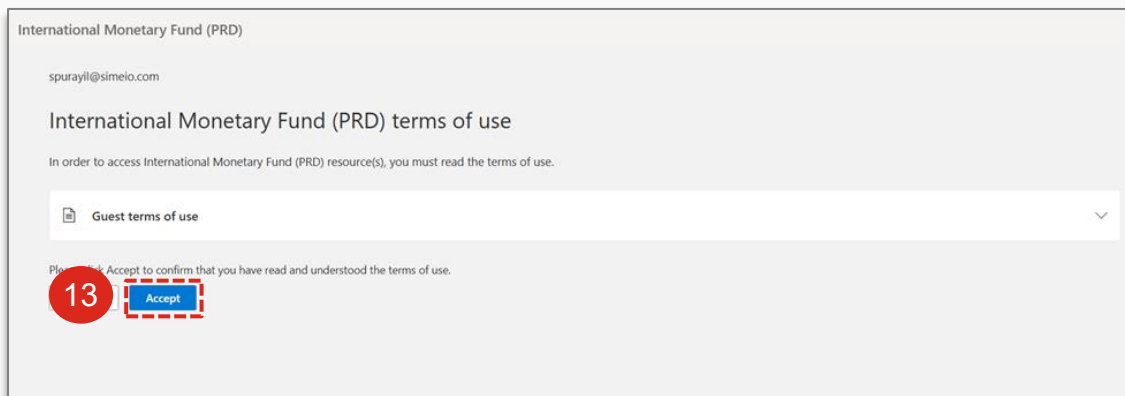 International Monetary Fund (PRD)
spurayil@simeio.com
International Monetary Fund (PRD) terms of use
In order to access International Monetary Fund (PRD) resource(s), you must read the terms of use.
Guest terms of use
Accept to confirm that you have read and understood the terms of use.
13 Accept